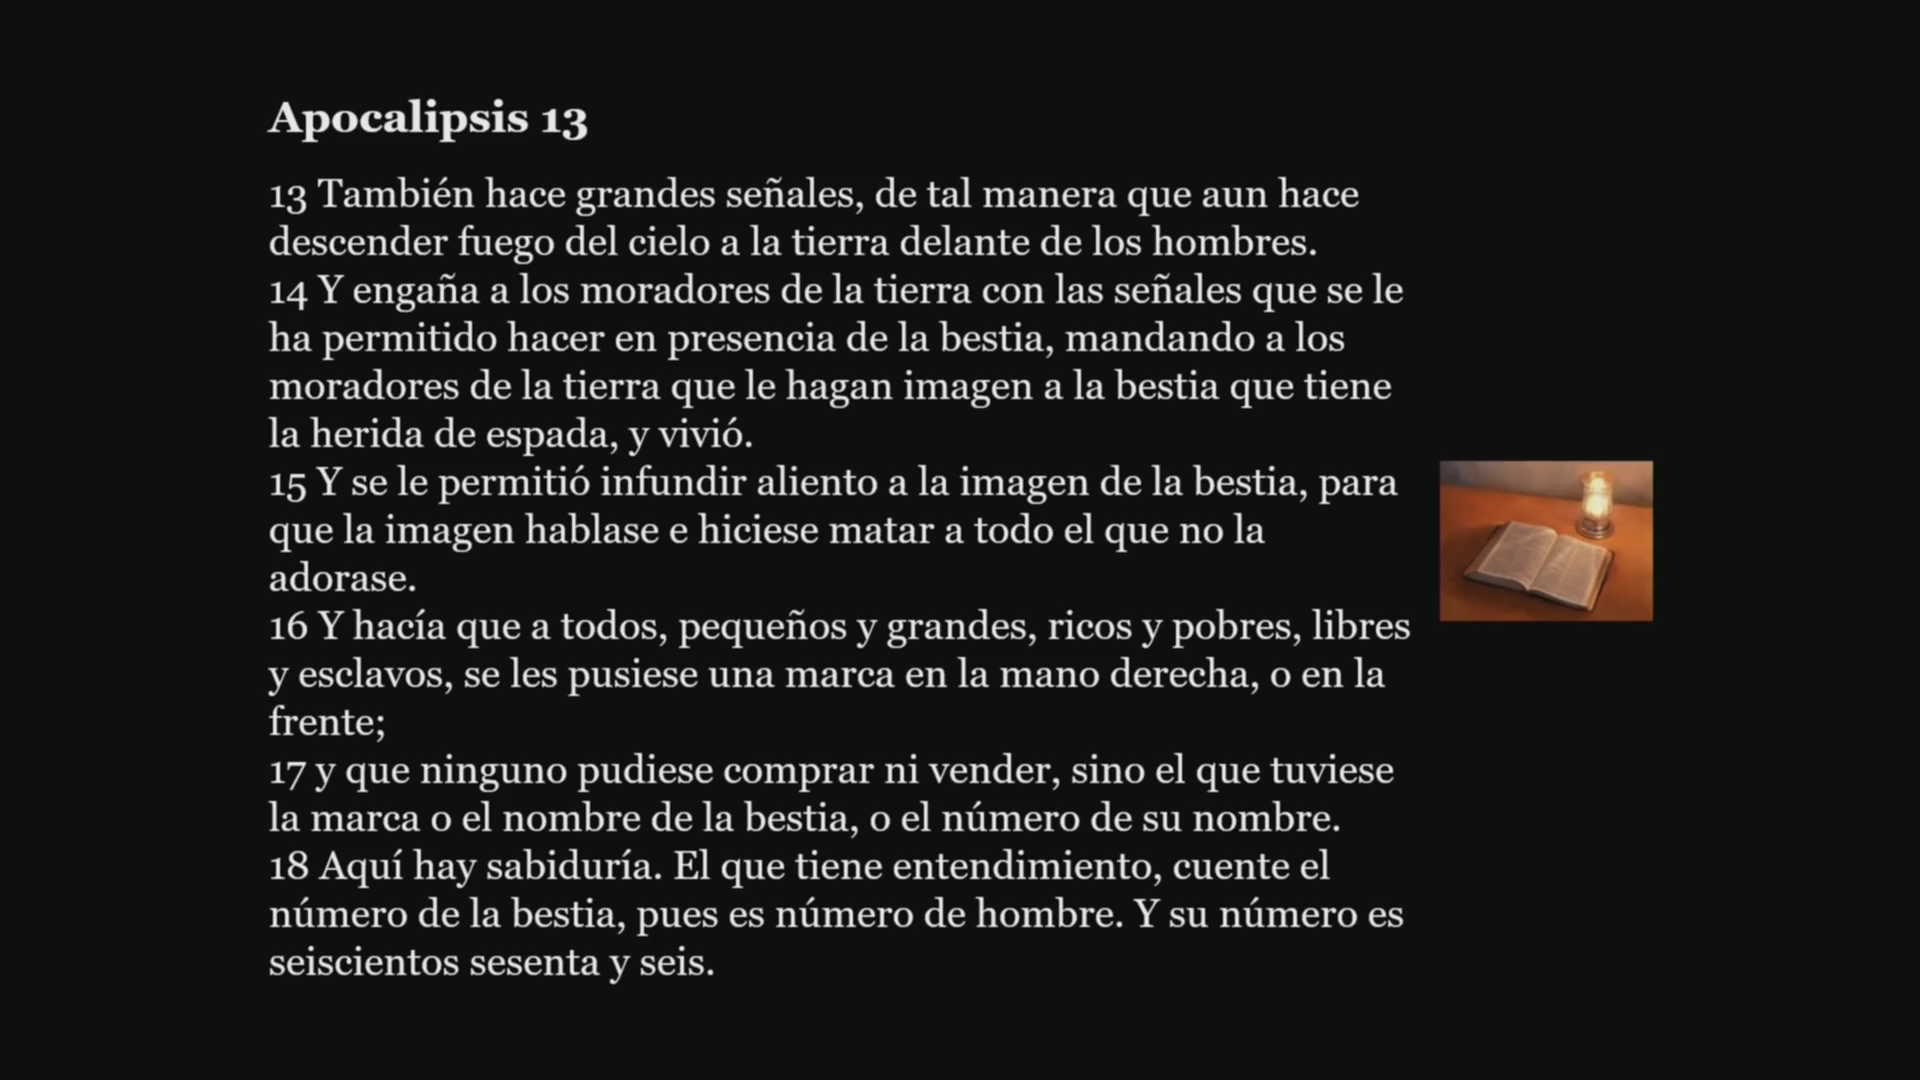 Apocalipsis 13
13 También hace grandes señales, de tal manera que aun hace
descender fuego del cielo a la tierra delante de los hombres.
14 Y engaña a los moradores de la tierra con las señales que se le
ha permitido hacer en presencia de la bestia, mandando a los
moradores de la tierra que le hagan imagen a la bestia que tiene
la herida de espada, y vivió.
15 Y se le permitió infundir aliento a la imagen de la bestia, para
que la imagen hablase e hiciese matar a todo el que no la
adorase.
16 Y hacía que a todos, pequeños y grandes, ricos y pobres, libres
y esclavos, se les pusiese una marca en la mano derecha, o en la
frente;
17 y que ninguno pudiese comprar ni vender, sino el que tuviese
la marca o el nombre de la bestia, o el número de su nombre.
18 Aquí hay sabiduría. El que tiene entendimiento, cuente el
número de la bestia, pues es número de hombre. Y su número es
seiscientos sesenta y seis.